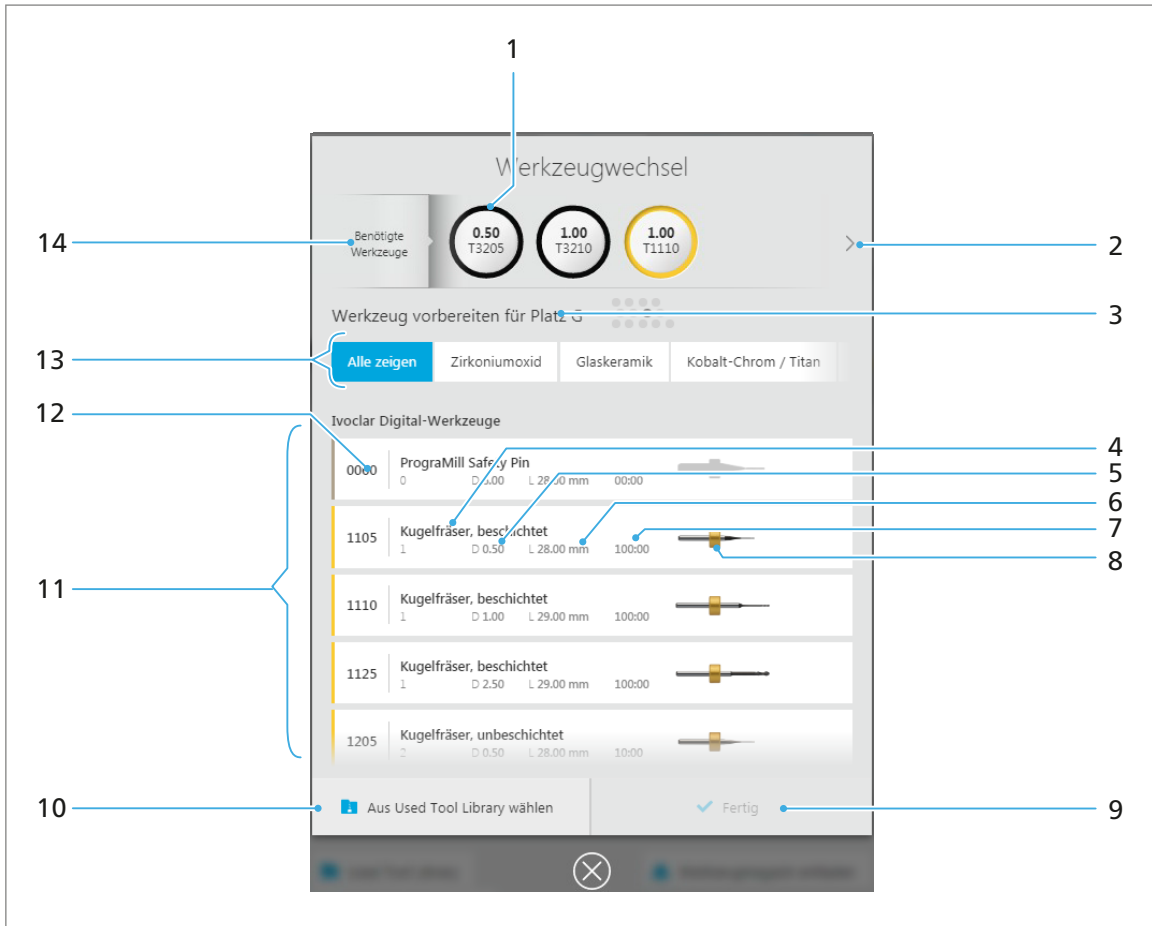 1
Werkzeugwechsel
14
Benötigte
Werkzeuge
0.50
T3205
1.00
T3210
1.00
T1110
2
Werkzeug vorbereiten für Platz G
3
13
Alle zeigen Zirkoniumoxid Glaskeramik Kobalt-Chrom / Titan
12
Ivoclar Digital-Werkzeuge
11
0000 PrograMill Safety Pin
0 D 3.00 L 28.00 mm 00:00
4
5
6
7
8
1105 Kugelfräser, beschichtet
1 D 0.50 L 28.00 mm 100:00
1110 Kugelfräser, beschichtet
1 D 1.00 L 29.00 mm 100:00
1125 Kugelfräser, beschichtet
1 D 2.50 L 29.00 mm 100:00
1205 Kugelfräser, unbeschichtet
2 D 0.50 L 28.00 mm 10:00
10
Aus Used Tool Library wählen
Fertig
9